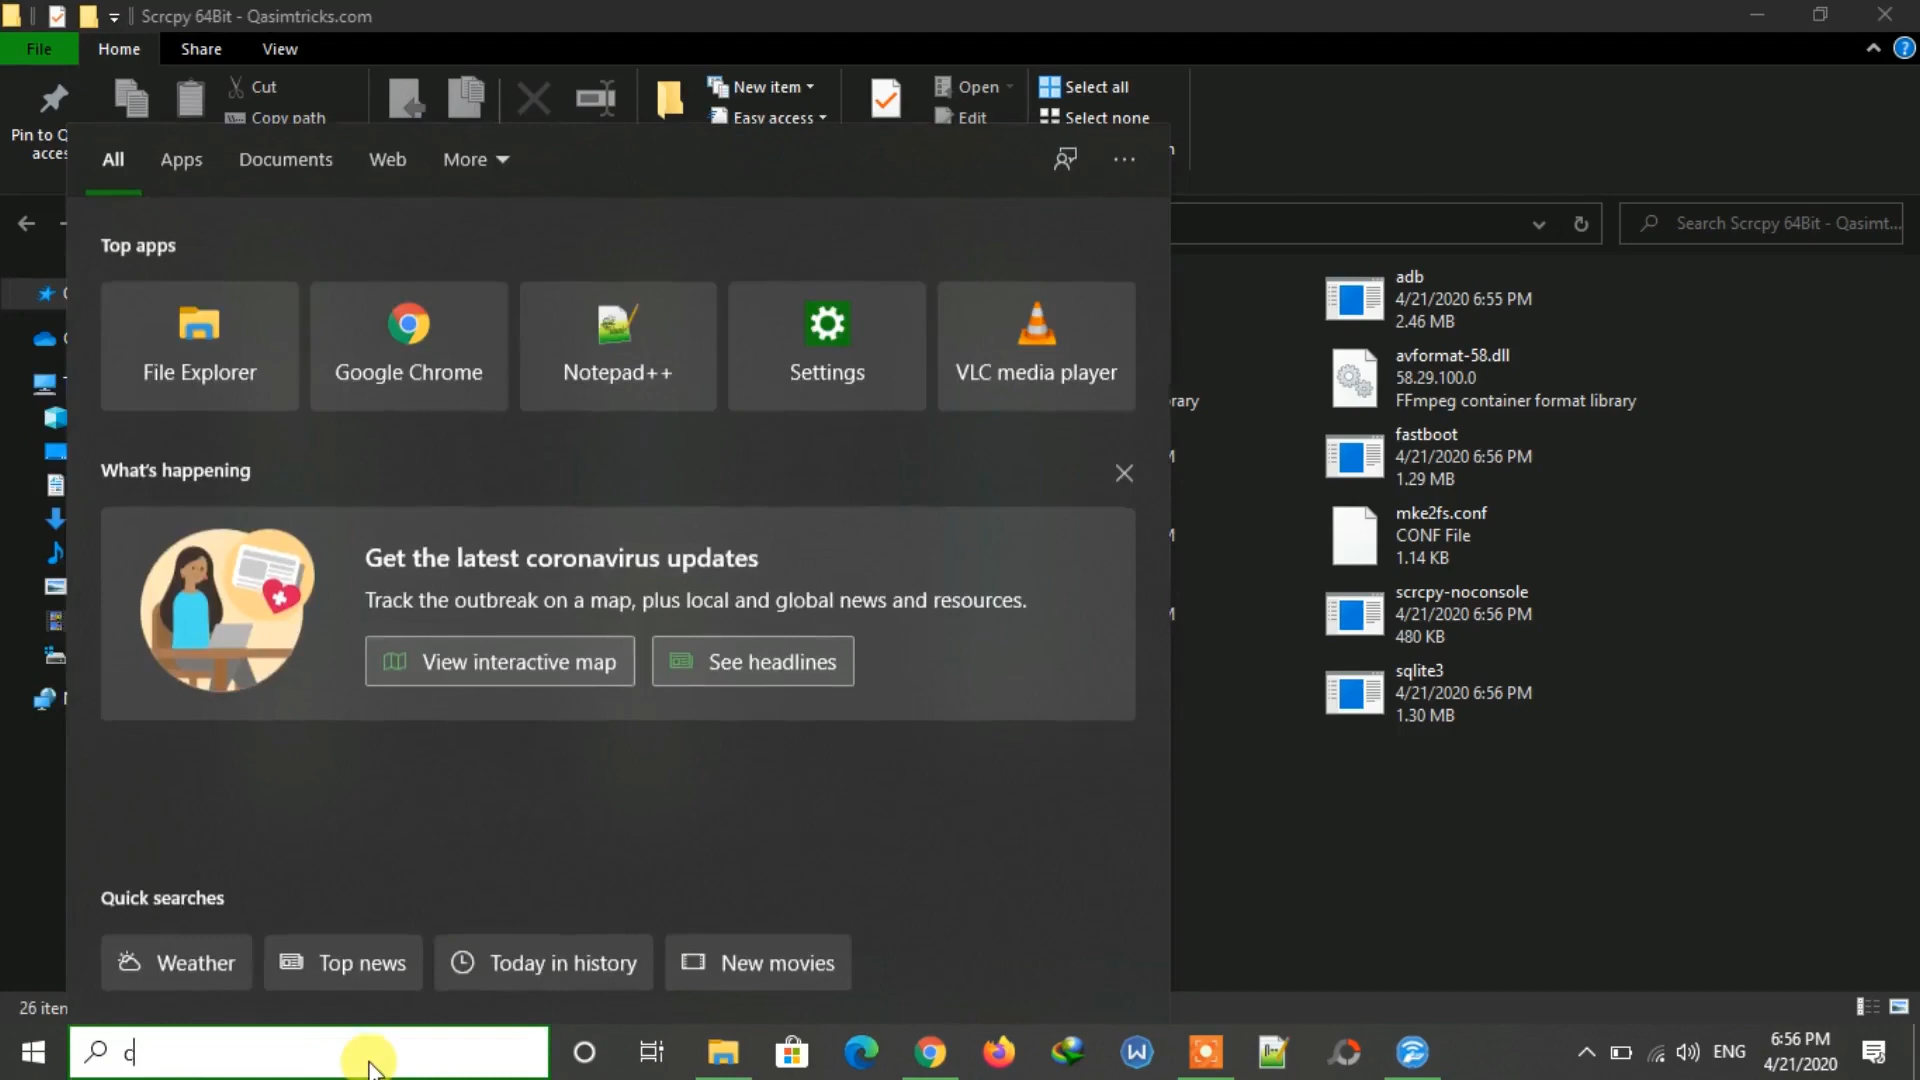 Scrcpy 64Bit - Qasimtricks.com
File
Home
Share
View
Pin to Q
acces
Cut
Copy path
New item
Easy access
Open
Edit
Select all
Select none
All
Apps
Documents
Web
More
Search Scrcpy 64Bit - Qasimt...
Top apps
File Explorer
Google Chrome
Notepad++
Settings
VLC media player
What's happening
Get the latest coronavirus updates
Track the outbreak on a map, plus local and global news and resources.
View interactive map
See headlines
rary
adb
4/21/2020 6:55 PM
2.46 MB
avformat-58.dll
58.29.100.0
FFmpeg container format library
fastboot
4/21/2020 6:56 PM
1.29 MB
mke2fs.conf
CONF File
1.14 KB
scrcpy-noconsole
4/21/2020 6:56 PM
480 KB
sqlite3
4/21/2020 6:56 PM
1.30 MB
Quick searches
Weather
Top news
Today in history
New movies
26 iten
c
ENG
6:56 PM
4/21/2020